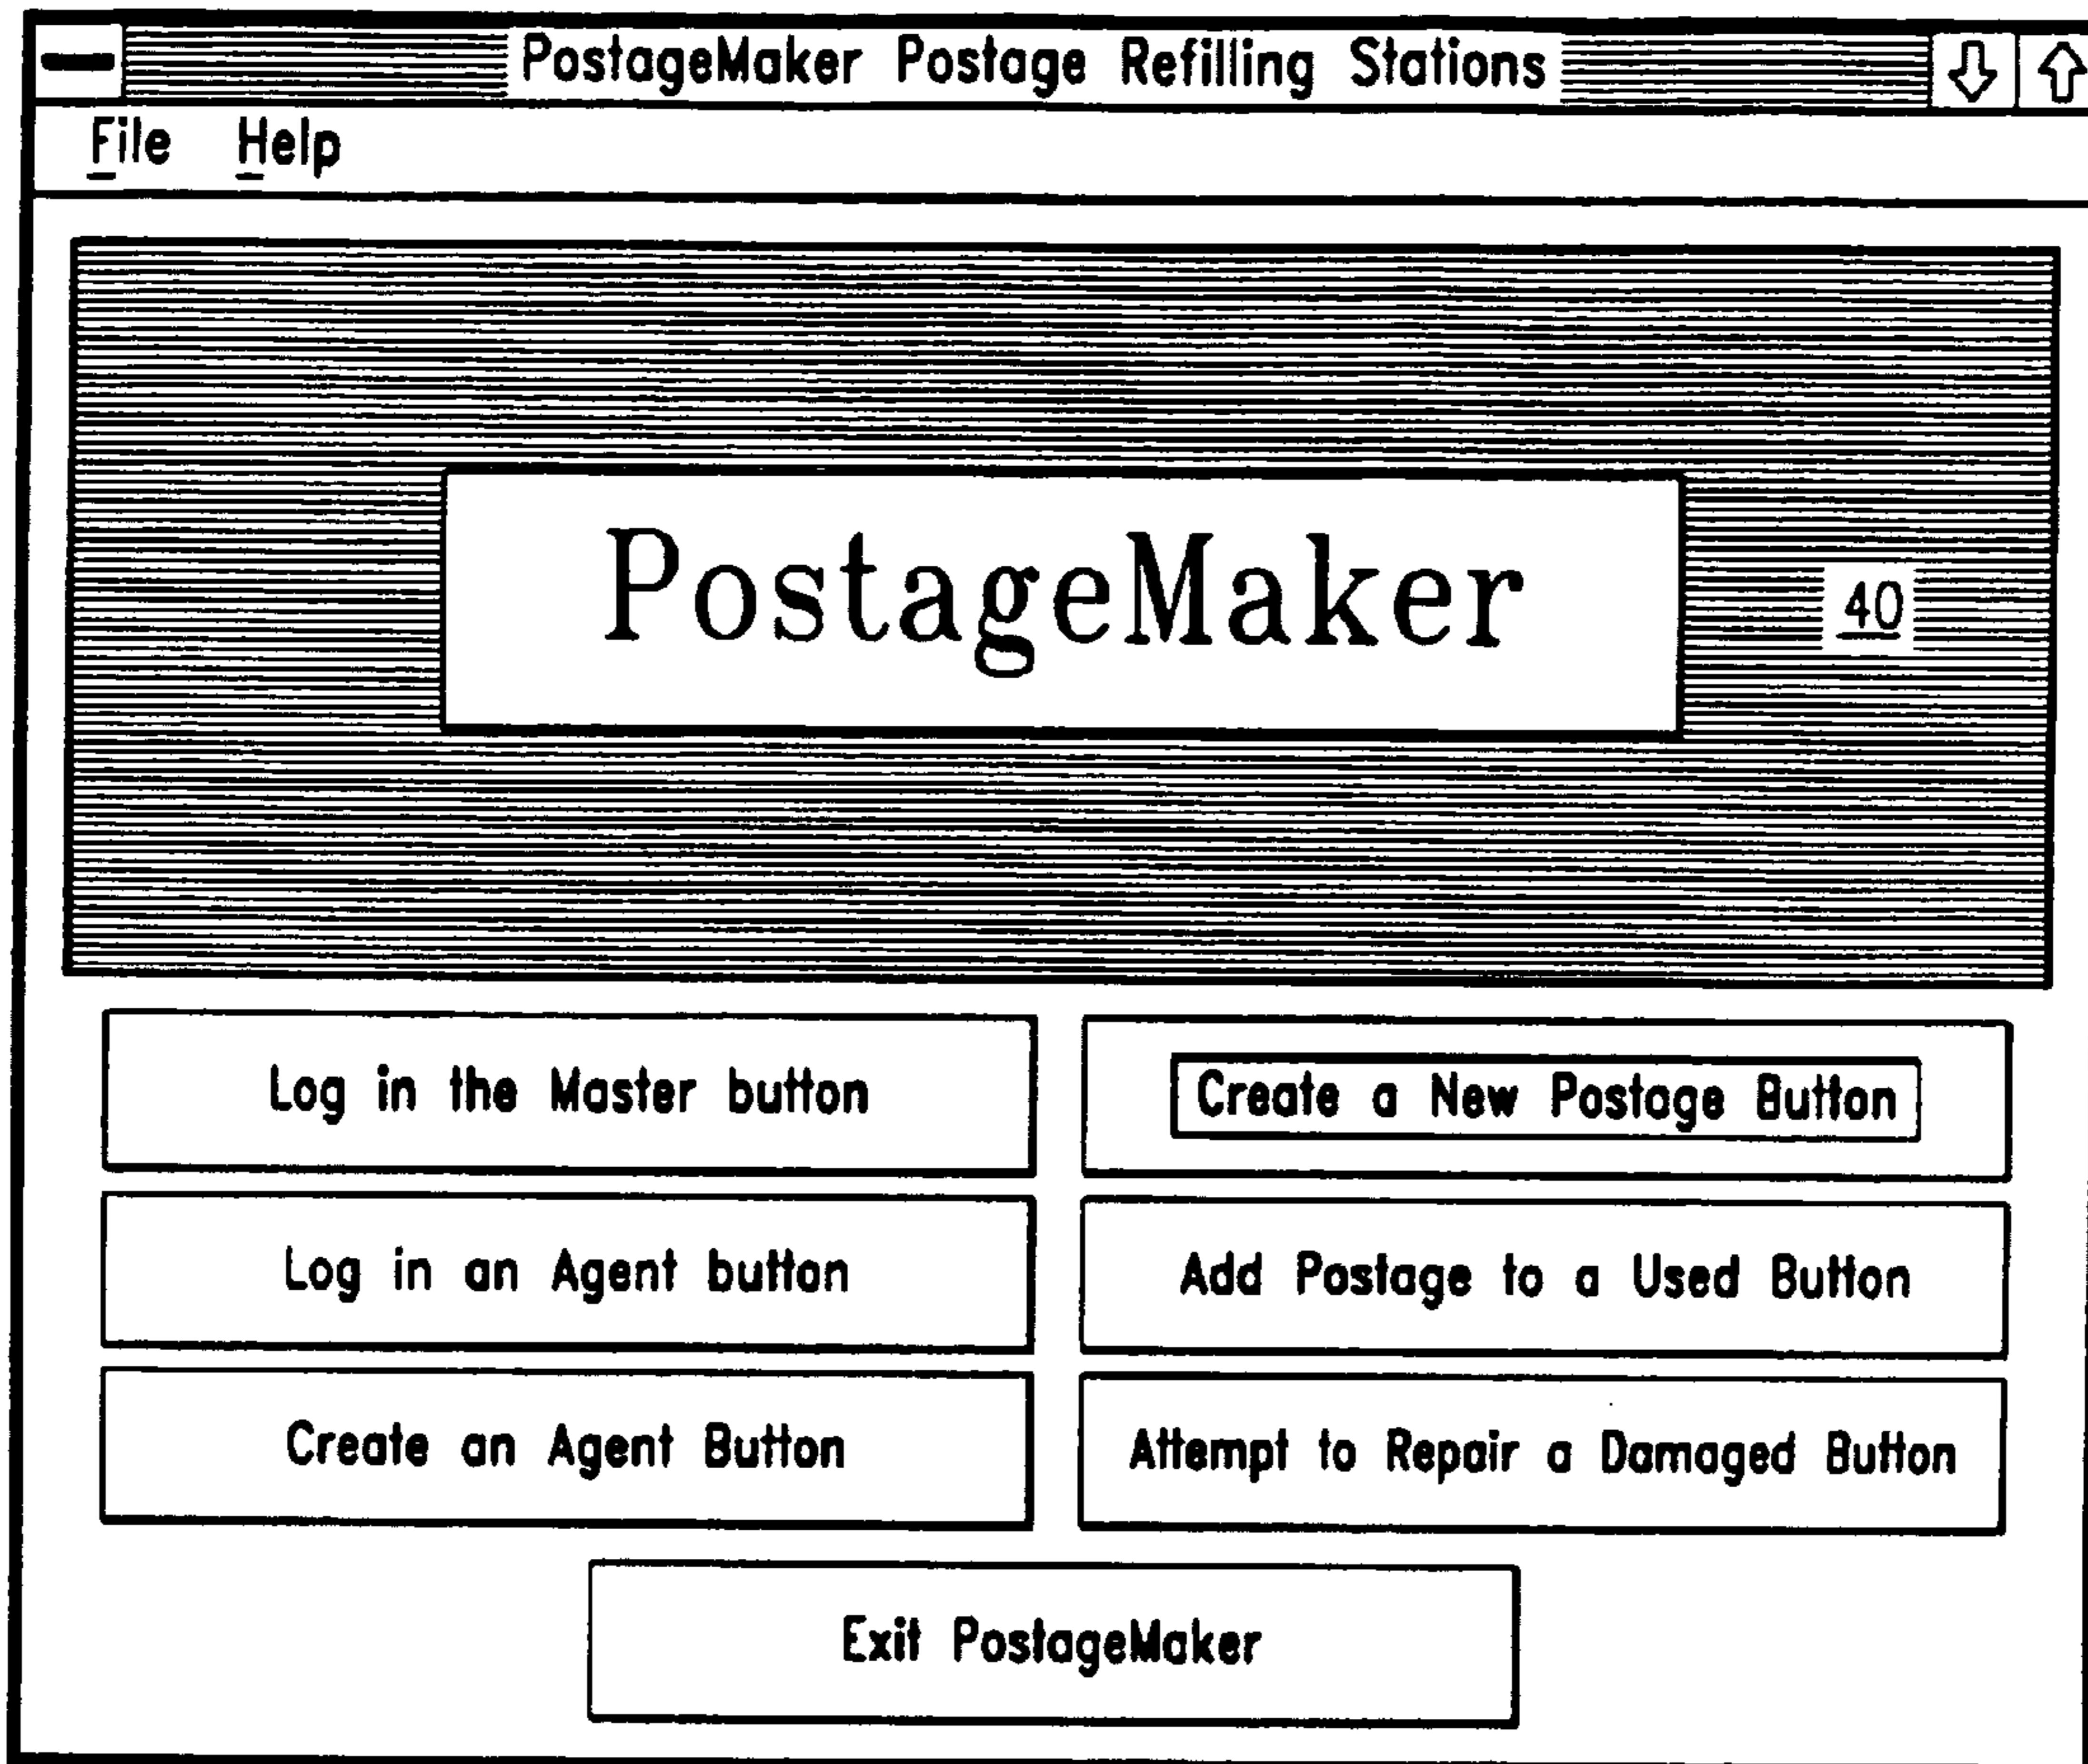 PostageMaker Postage Refilling Stations
File Help
PostageMaker
40
Log in the Master button
Create a New Postage Button
Log in an Agent button
Add Postage to a Used Button
Create an Agent Button
Attempt to Repair a Damaged Button
Exit PostageMaker